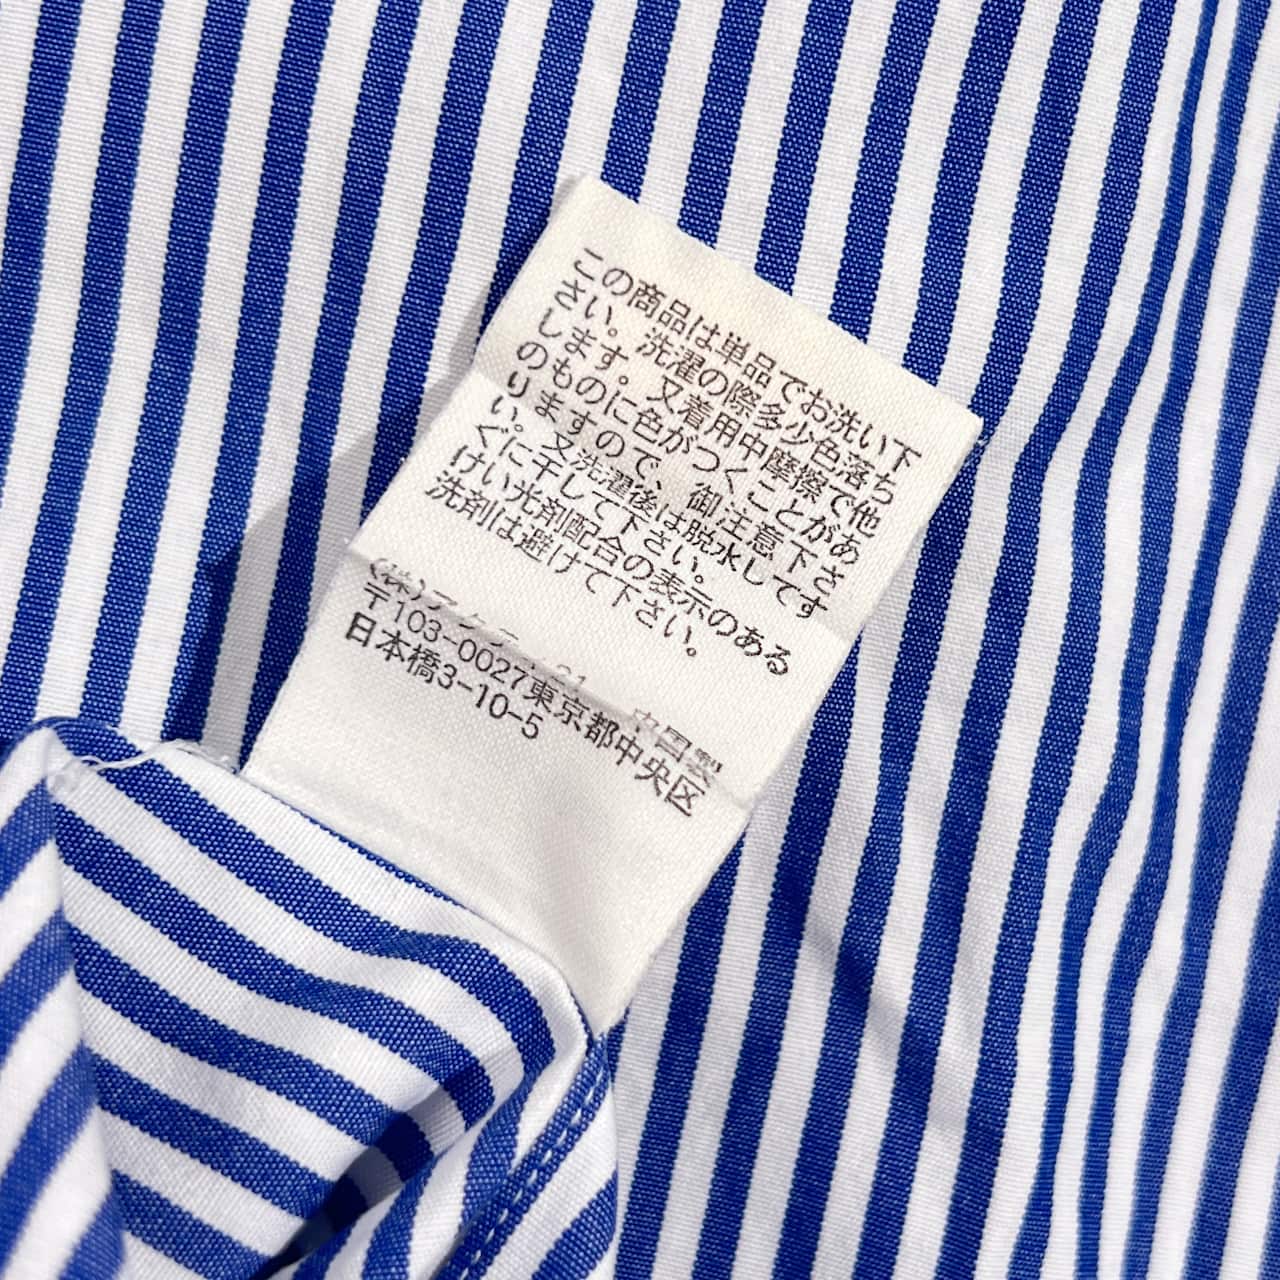 この商品は単品でお洗い下
さい。洗濯の際多少色落ち
します。又着用中摩擦で他
のものに色がつくことがあ
りますので、御注意下さ
い。又洗濯後は脱水してす
ぐに干して下さい。
けい光剤配合の表示のある
洗剤は避けて下さい。
(株) 21 中国製
〒103-0027東京都中央区
日本橋3-10-5